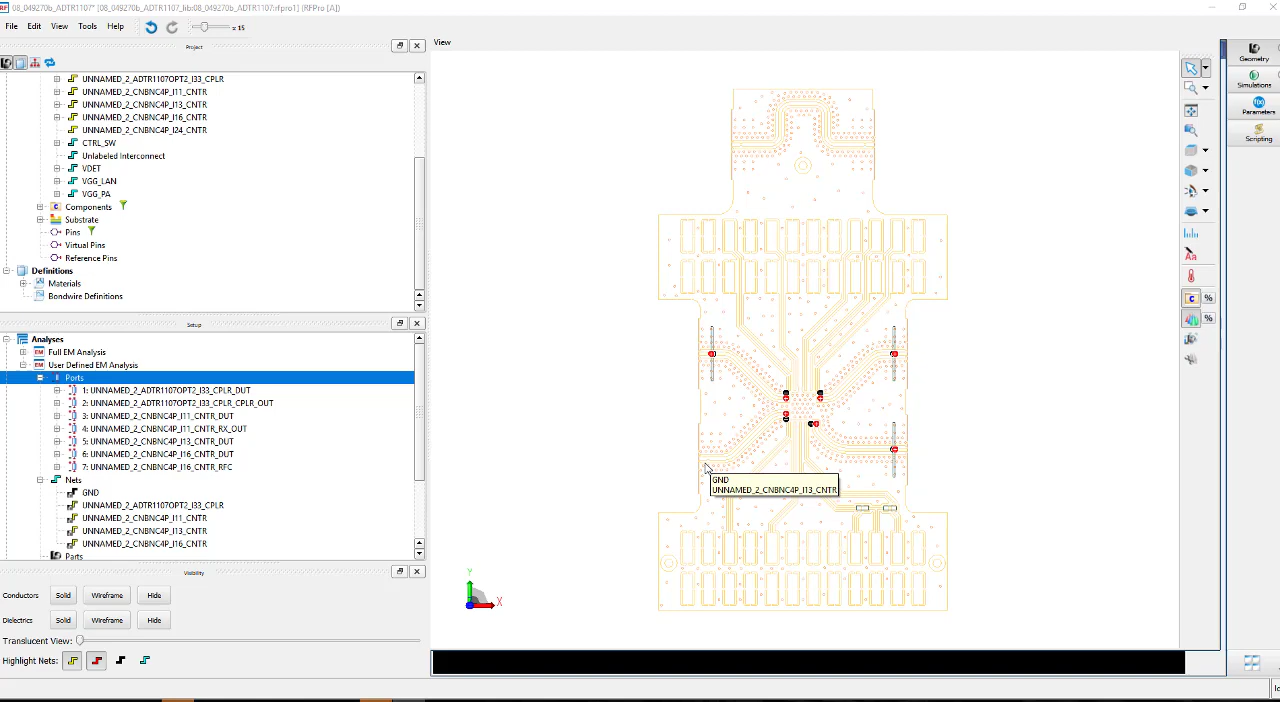 08_049270b_ADTR1107* [08_049270b_ADTR1107_lib:08_049270b_ADTR1107:rfpro1] (RFPro [A])
File Edit View Tools Help x 15
Project
UNNAMED_2_ADTR1107OPT2_I33_CPLR
UNNAMED_2_CNBNC4P_I11_CNTR
UNNAMED_2_CNBNC4P_I13_CNTR
UNNAMED_2_CNBNC4P_I16_CNTR
UNNAMED_2_CNBNC4P_I24_CNTR
CTRL_SW
Unlabeled Interconnect
VDET
VGG_LAN
VGG_PA
Components
Substrate
Pins
Virtual Pins
Reference Pins
Definitions
Materials
Bondwire Definitions
Setup
Analyses
Full EM Analysis
User Defined EM Analysis
Ports
1: UNNAMED_2_ADTR1107OPT2_I33_CPLR_DUT
2: UNNAMED_2_ADTR1107OPT2_I33_CPLR_CPLR_OUT
3: UNNAMED_2_CNBNC4P_I11_CNTR_DUT
4: UNNAMED_2_CNBNC4P_I11_CNTR_RX_OUT
6: UNNAMED_2_CNBNC4P_I16_CNTR_DUT
Nets
GND
UNNAMED_2_ADTR1107OPT2_I33_CPLR
UNNAMED_2_CNBNC4P_I11_CNTR
UNNAMED_2_CNBNC4P_I13_CNTR
UNNAMED_2_CNBNC4P_I16_CNTR
Parts
Visibility
Conductors Solid Wireframe Hide
Dielectrics Solid Wireframe Hide
Translucent View:
Highlight Nets:
View
GND
UNNAMED_2_CNBNC4P_I13_CNTR
Y
X
Aa
C %
%
Geometry
Simulations
f(x)
Parameters
Scripting